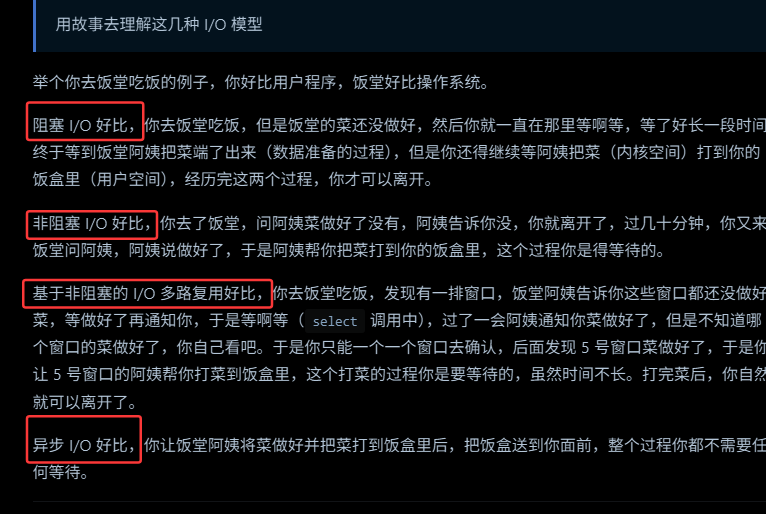 用故事去理解这几种 I/O 模型
举个你去饭堂吃饭的例子，你好比用户程序，饭堂好比操作系统。
阻塞 I/O 好比，你去饭堂吃饭，但是饭堂的菜还没做好，然后你就一直在那里等啊等，等了好长一段时间
终于等到饭堂阿姨把菜端了出来（数据准备的过程），但是你还得继续等阿姨把菜（内核空间）打到你的
饭盒里（用户空间），经历完这两个过程，你才可以离开。
非阻塞 I/O 好比，你去了饭堂，问阿姨菜做好了没有，阿姨告诉你没，你就离开了，过几十分钟，你又来
饭堂问阿姨，阿姨说做好了，于是阿姨帮你把菜打到你的饭盒里，这个过程你是得等待的。
基于非阻塞的 I/O 多路复用好比，你去饭堂吃饭，发现有一排窗口，饭堂阿姨告诉你这些窗口都还没做好
菜，等做好了再通知你，于是等啊等（ select 调用中），过了一会阿姨通知你菜做好了，但是不知道哪
个窗口的菜做好了，你自己看吧。于是你只能一个一个窗口去确认，后面发现 5 号窗口菜做好了，于是你
让 5 号窗口的阿姨帮你打菜到饭盒里，这个打菜的过程你是要等待的，虽然时间不长。打完菜后，你自然
就可以离开了。
异步 I/O 好比，你让饭堂阿姨将菜做好并把菜打到饭盒里后，把饭盒送到你面前，整个过程你都不需要任
何等待。